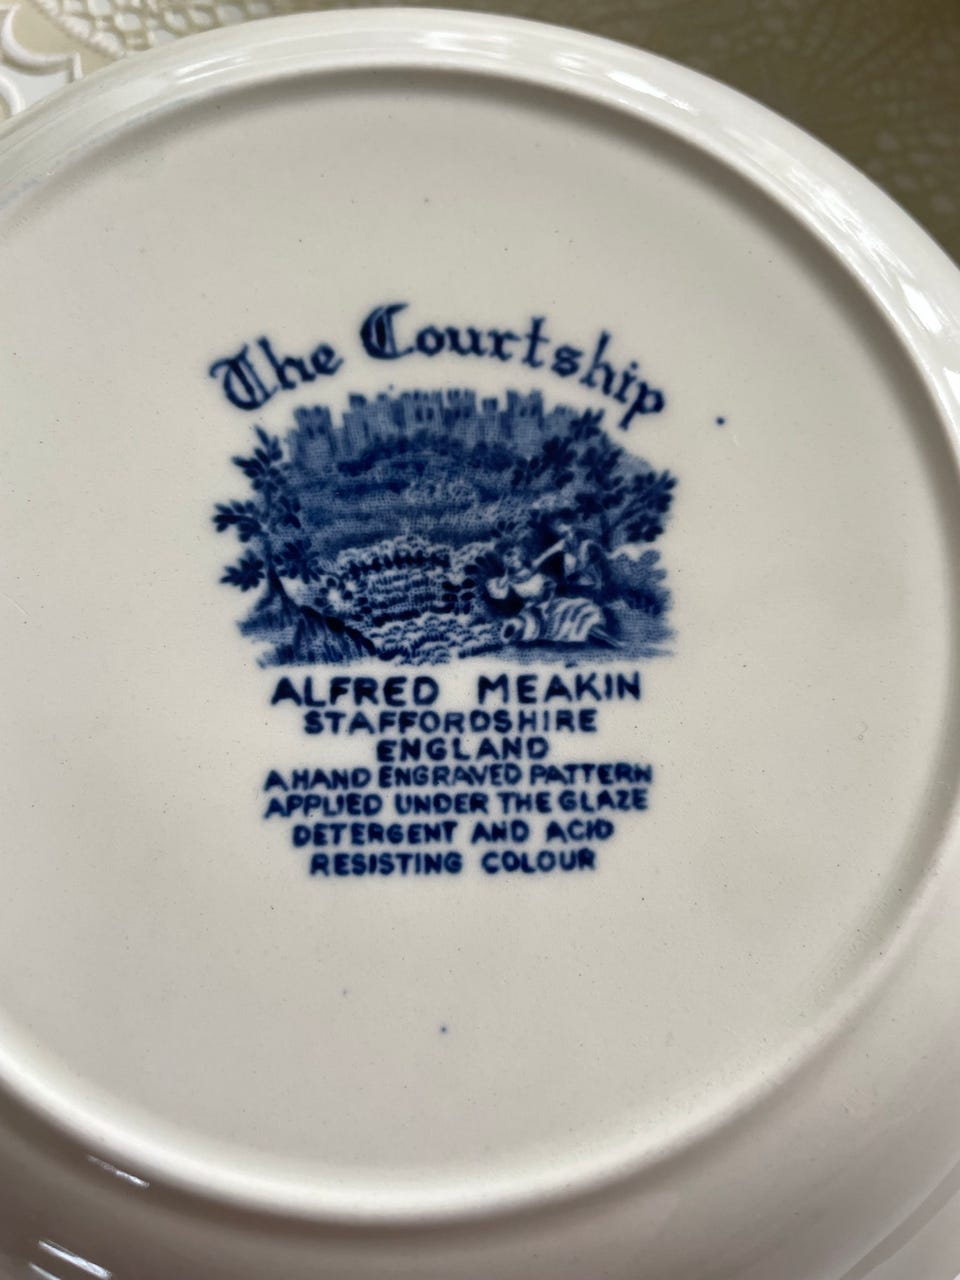 The Courtship
ALFRED MEAKIN
STAFFORDSHIRE
ENGLAND
A HAND ENGRAVED PATTERN
APPLIED UNDER THE GLAZE
DETERGENT AND ACID
RESISTING COLOUR